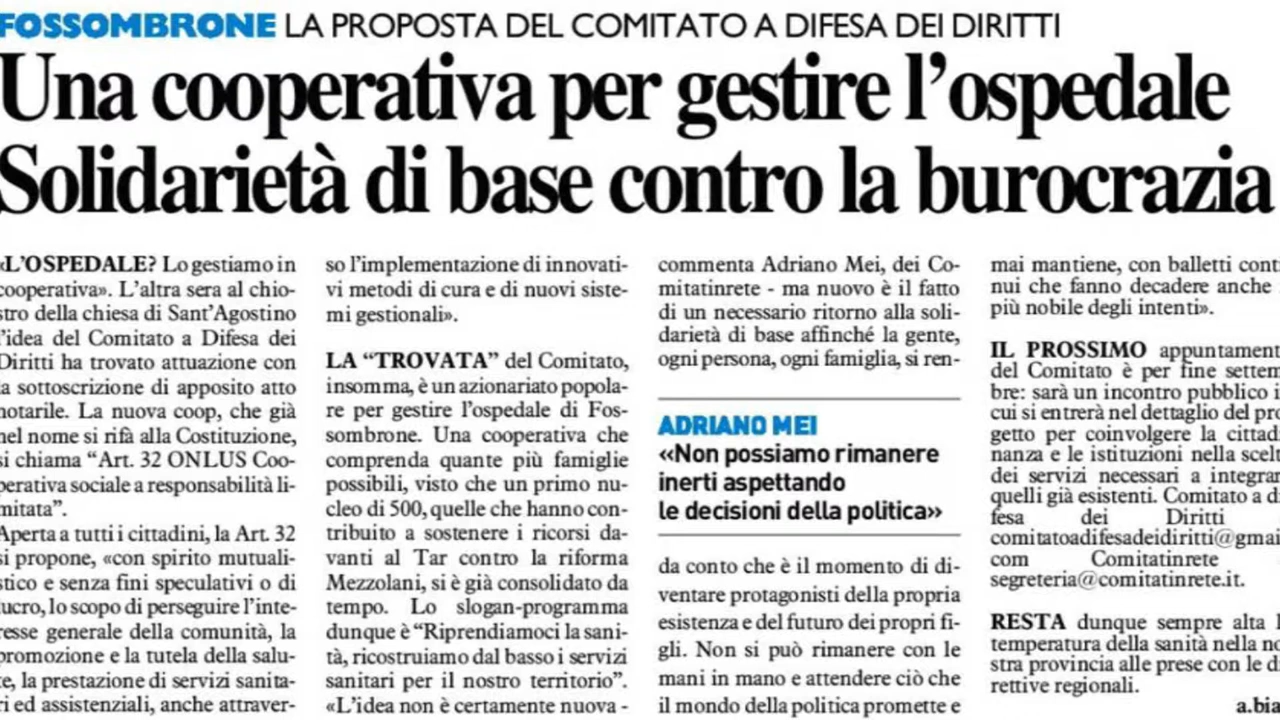 FOSSOMBRONE LA PROPOSTA DEL COMITATO A DIFESA DEI DIRITTI
Una cooperativa per gestire l'ospedale
Solidarietà di base contro la burocrazia
«L'OSPEDALE? Lo gestiamo in
cooperativa». L'altra sera al chio-
stro della chiesa di Sant'Agostino
l'idea del Comitato a Difesa dei
Diritti ha trovato attuazione con
la sottoscrizione di apposito atto
notarile. La nuova coop, che già
nel nome si rifà alla Costituzione,
si chiama "Art. 32 ONLUS Coo-
perativa sociale a responsabilità li-
mitata".
Aperta a tutti i cittadini, la Art. 32
si propone, «con spirito mutuali-
stico e senza fini speculativi o di
lucro, lo scopo di perseguire l'inte-
resse generale della comunità, la
promozione e la tutela della salu-
te, la prestazione di servizi sanita-
ri ed assistenziali, anche attraver-
so l'implementazione di innovati-
vi metodi di cura e di nuovi siste-
mi gestionali».
LA "TROVATA" del Comitato,
insomma, è un azionariato popola-
re per gestire l'ospedale di Fos-
sombrone. Una cooperativa che
comprenda quante più famiglie
possibili, visto che un primo nu-
cleo di 500, quelle che hanno con-
tribuito a sostenere i ricorsi da-
vanti al Tar contro la riforma
Mezzolani, si è già consolidato da
tempo. Lo slogan-programma
dunque è "Riprendiamoci la sani-
tà, ricostruiamo dal basso i servizi
sanitari per il nostro territorio".
«L'idea non è certamente nuova -
commenta Adriano Mei, dei Co-
mitatinrete - ma nuovo è il fatto
di un necessario ritorno alla soli-
darietà di base affinché la gente,
ogni persona, ogni famiglia, si ren-
ADRIANO MEI
«Non possiamo rimanere
inerti aspettando
le decisioni della politica»
da conto che è il momento di di-
ventare protagonisti della propria
esistenza e del futuro dei propri fi-
gli. Non si può rimanere con le
mani in mano e attendere ciò che
il mondo della politica promette e
mai mantiene, con balletti conti
nui che fanno decadere anche
più nobile degli intenti».
IL PROSSIMO appuntament
del Comitato è per fine settem
bre: sarà un incontro pubblico i
cui si entrerà nel dettaglio del pro
getto per coinvolgere la cittadi
nanza e le istituzioni nella scelt
dei servizi necessari a integrar
quelli già esistenti. Comitato a di
fesa dei Diritti
comitatoadifesadeidiritti@gmai
com Comitatinrete
segreteria@comitatinrete.it.
RESTA dunque sempre alta l
temperatura della sanità nella no
stra provincia alle prese con le di
rettive regionali.
a.bia